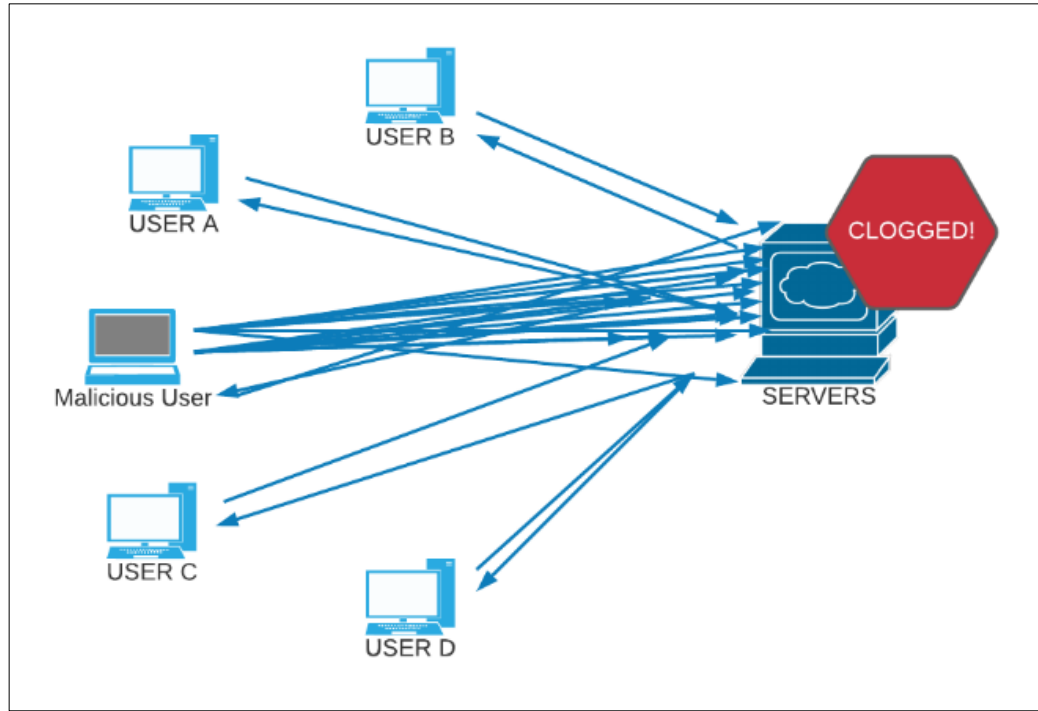 USER B
USER A
CLOGGED!
Malicious User
SERVERS
USER C
USER D